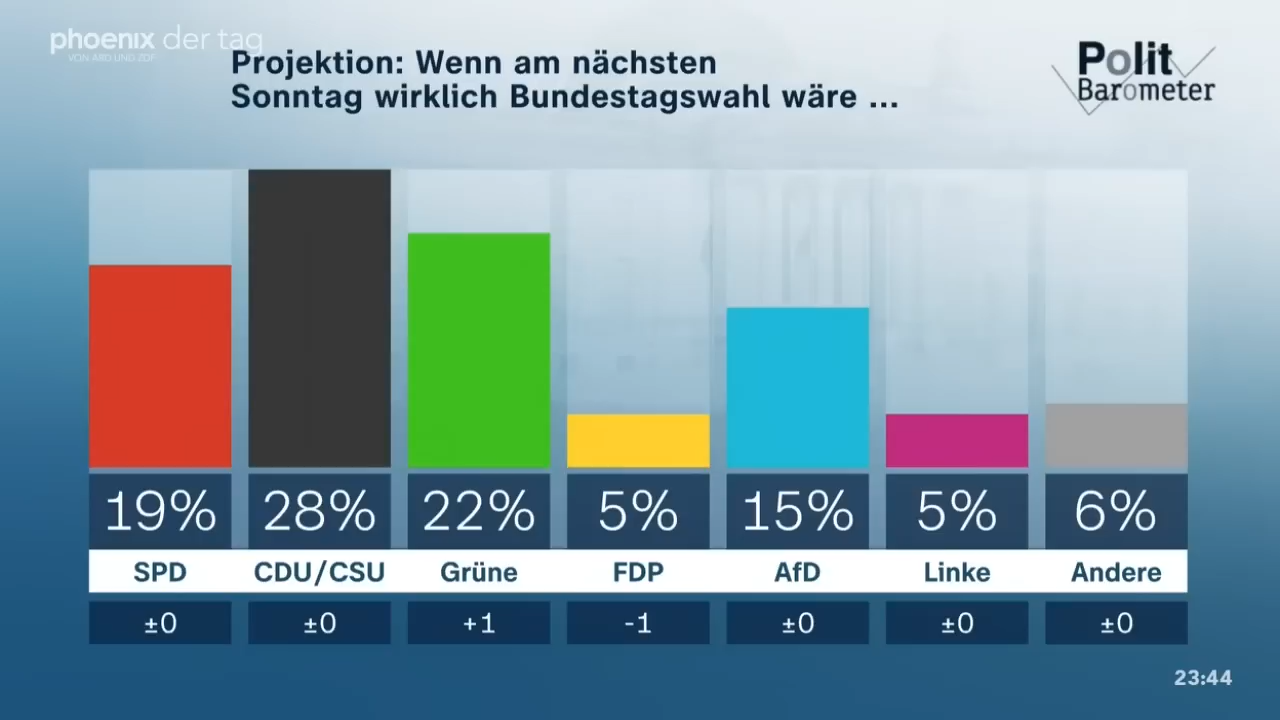 phoenix der tag
VON ARD UND ZDF
Projektion: Wenn am nächsten
Sonntag wirklich Bundestagswahl wäre ...
Polit
Barometer
19% 28% 22% 5% 15% 5% 6%
SPD CDU/CSU Grüne FDP AfD Linke Andere
±0 ±0 +1 -1 ±0 ±0 ±0
23:44